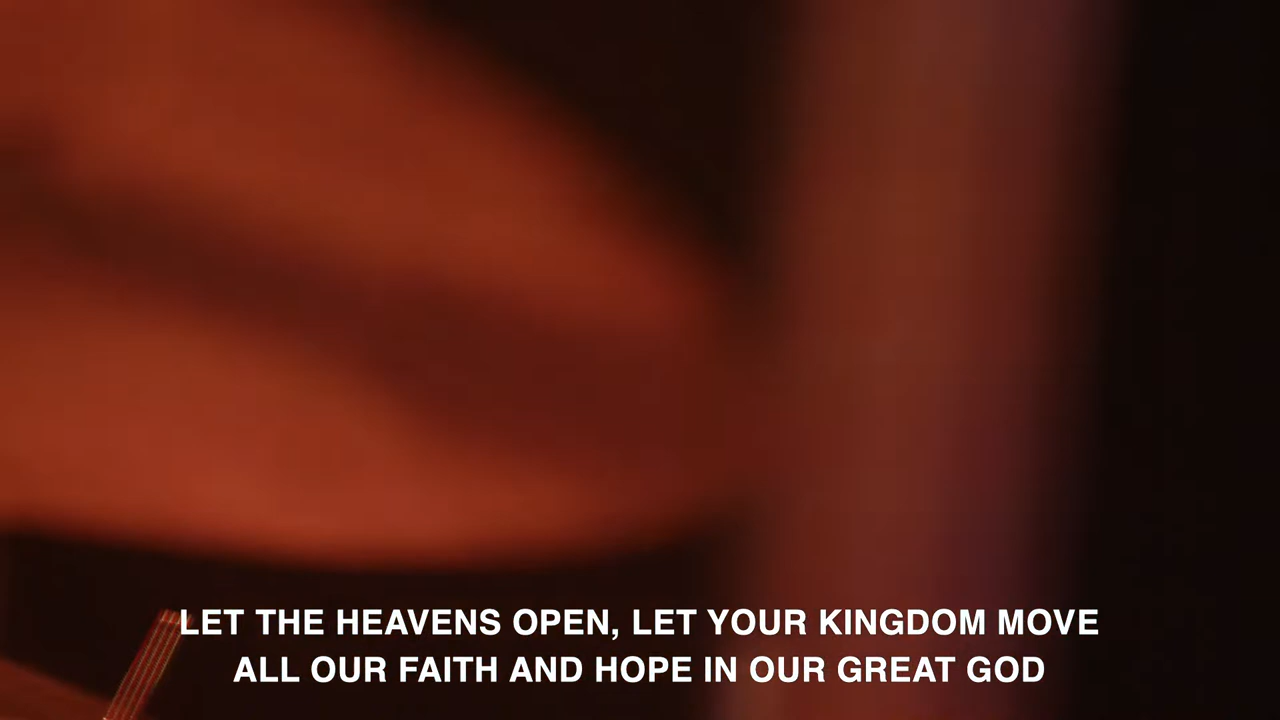 LET THE HEAVENS OPEN, LET YOUR KINGDOM MOVE
ALL OUR FAITH AND HOPE IN OUR GREAT GOD